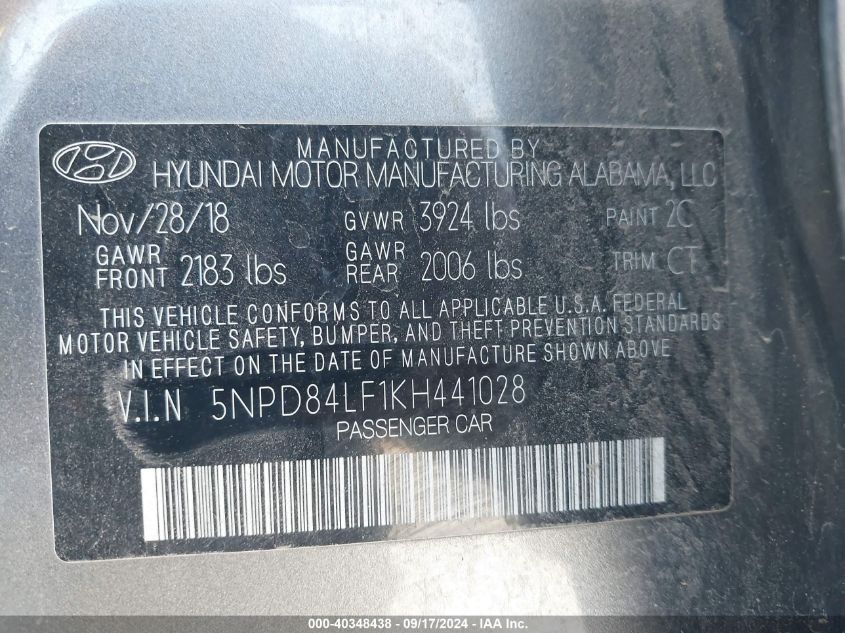 MANUFACTURED BY
HYUNDAI MOTOR MANUFACTURING ALABAMA, LLC
Nov/28/18 GVWR 3924 lbs PAINT 2C
GAWR FRONT 2183 lbs GAWR REAR 2006 lbs TRIM CT
THIS VEHICLE CONFORMS TO ALL APPLICABLE U.S.A. FEDERAL
MOTOR VEHICLE SAFETY, BUMPER, AND THEFT PREVENTION STANDARDS
IN EFFECT ON THE DATE OF MANUFACTURE SHOWN ABOVE
V.I.N 5NPD84LF1KH441028
PASSENGER CAR
000-40348438 - 09/17/2024 - IAA, Inc.